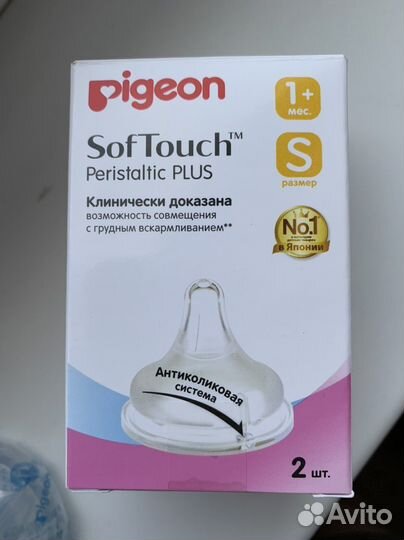 pigeon
1+
мес.
SofTouch™
Peristaltic PLUS
S
размер
Клинически доказана
возможность совмещения
с грудным вскармливанием**
No.1
в Японии
Антиколиковая
система
2 шт.
Avito